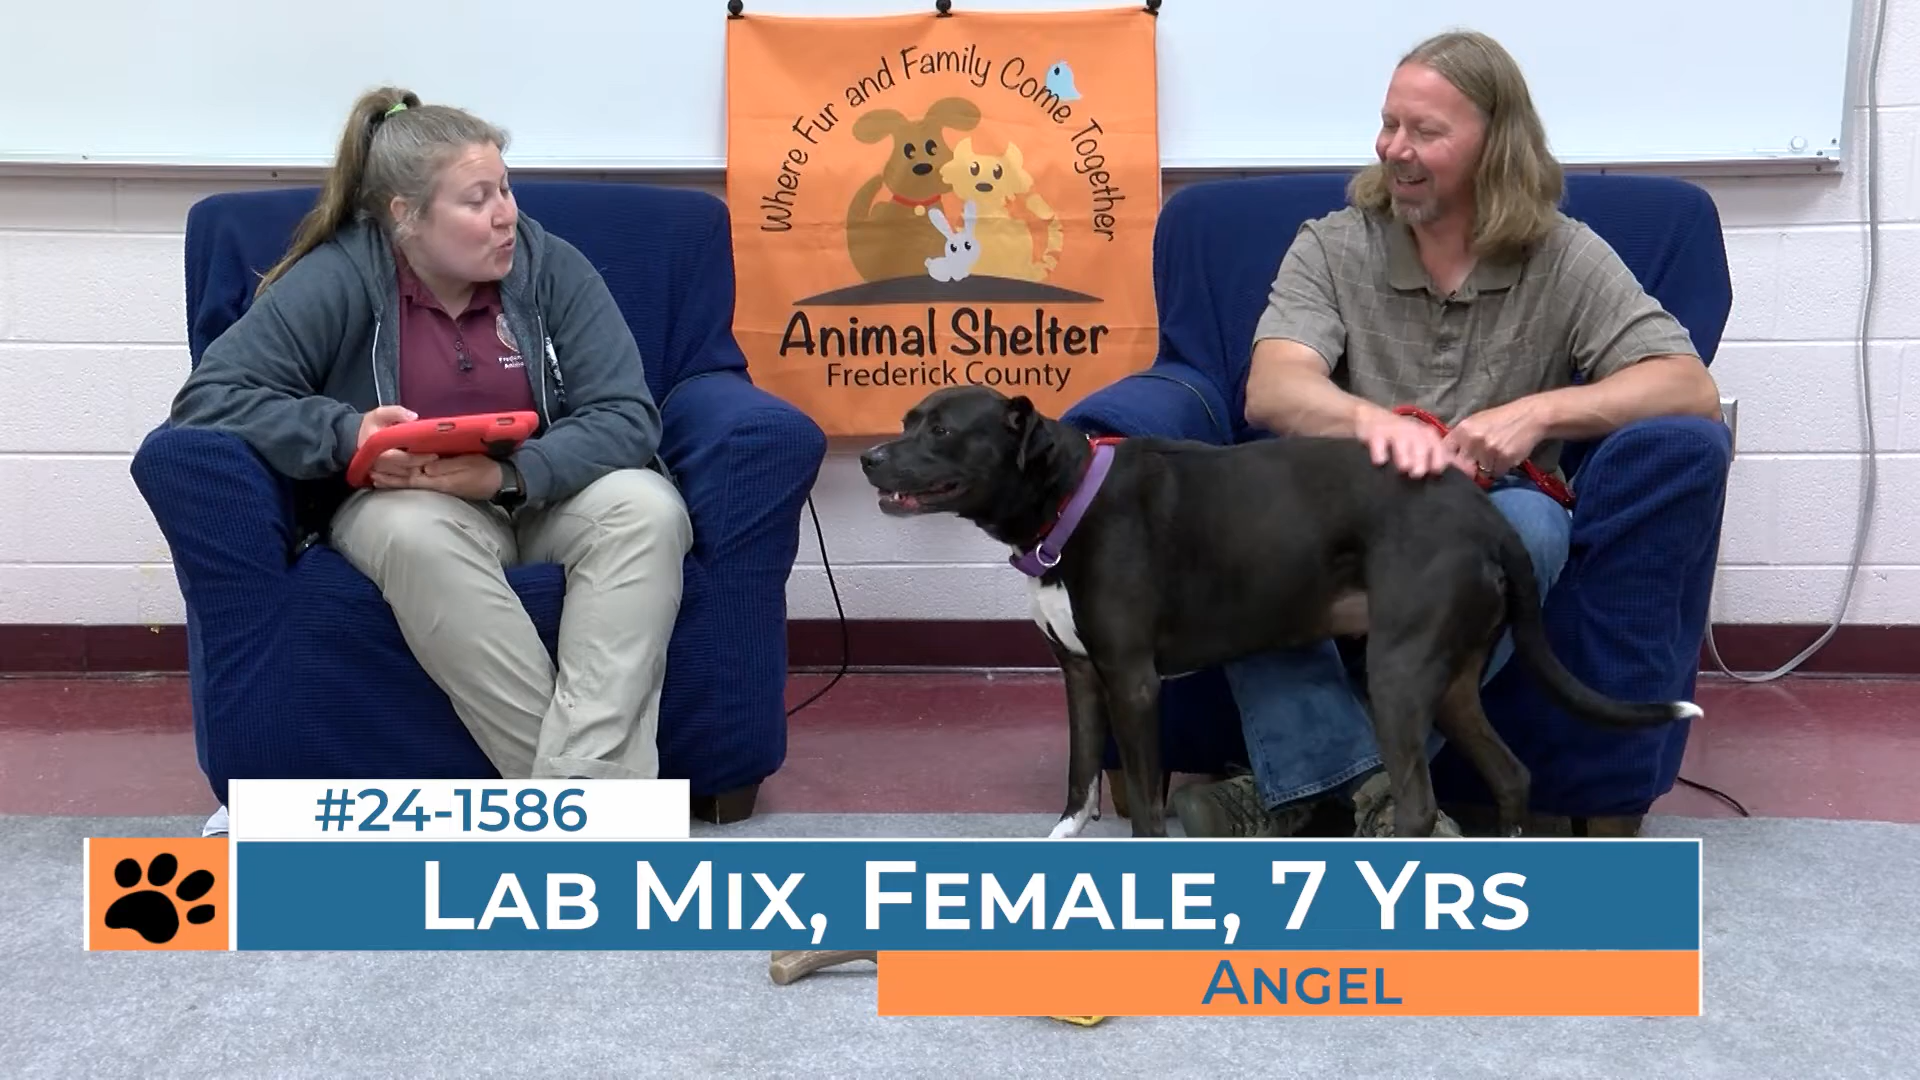 Where Fur and Family Come Together
Animal Shelter
Frederick County
#24-1586
LAB MIX, FEMALE, 7 YRS
ANGEL